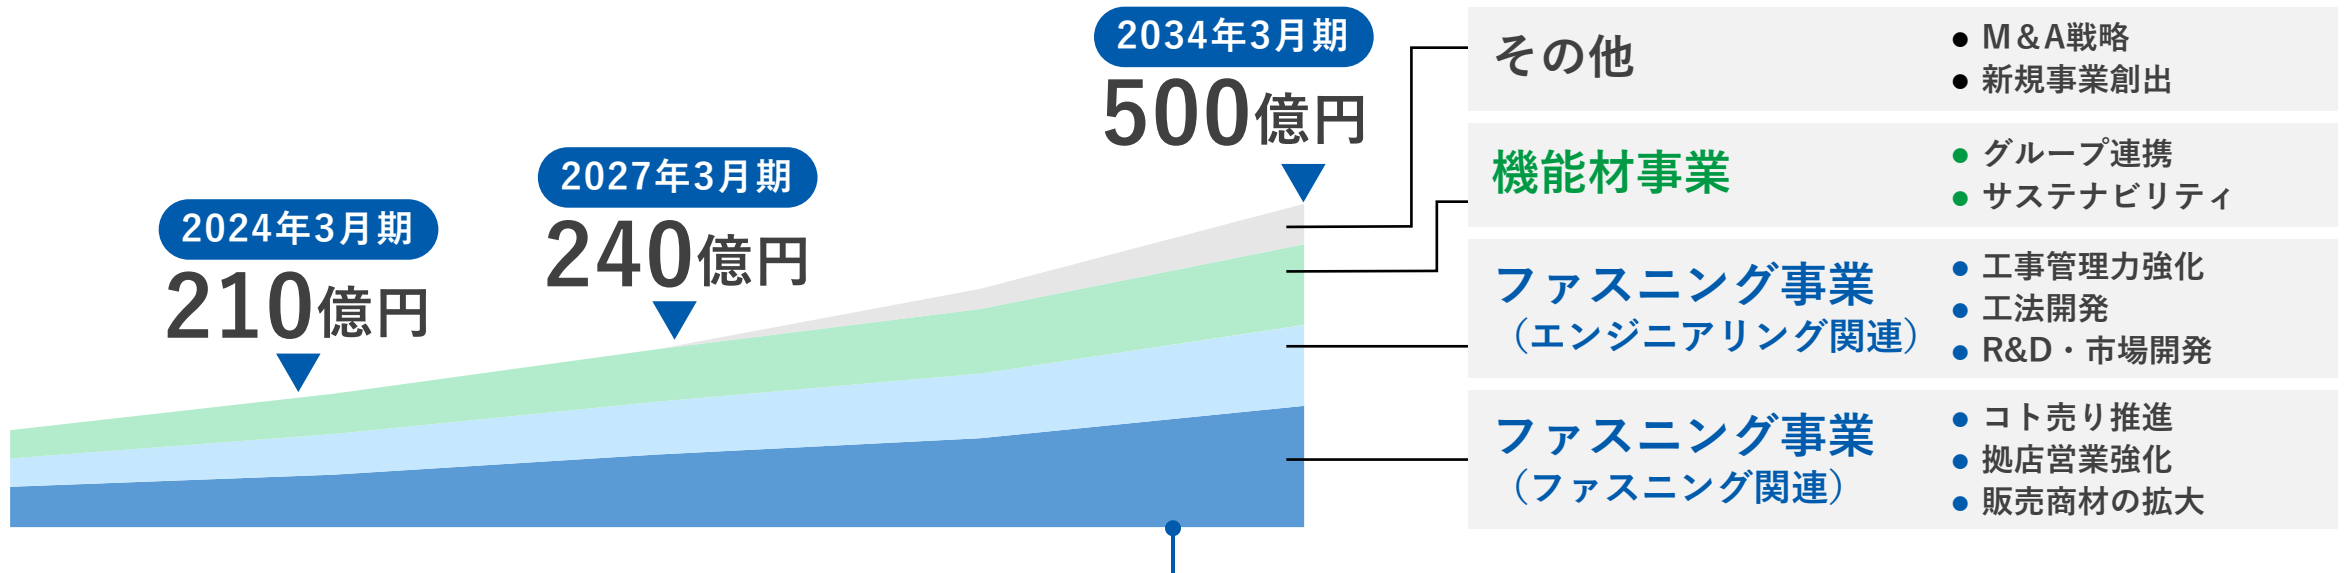 2024年3月期
210億円
2027年3月期
240億円
2034年3月期
500億円
その他
● M&A戦略
● 新規事業創出
機能材事業
● グループ連携
● サステナビリティ
ファスニング事業
（エンジニアリング関連）
● 工事管理力強化
● 工法開発
● R&D・市場開発
ファスニング事業
（ファスニング関連）
● コト売り推進
● 拠店営業強化
● 販売商材の拡大